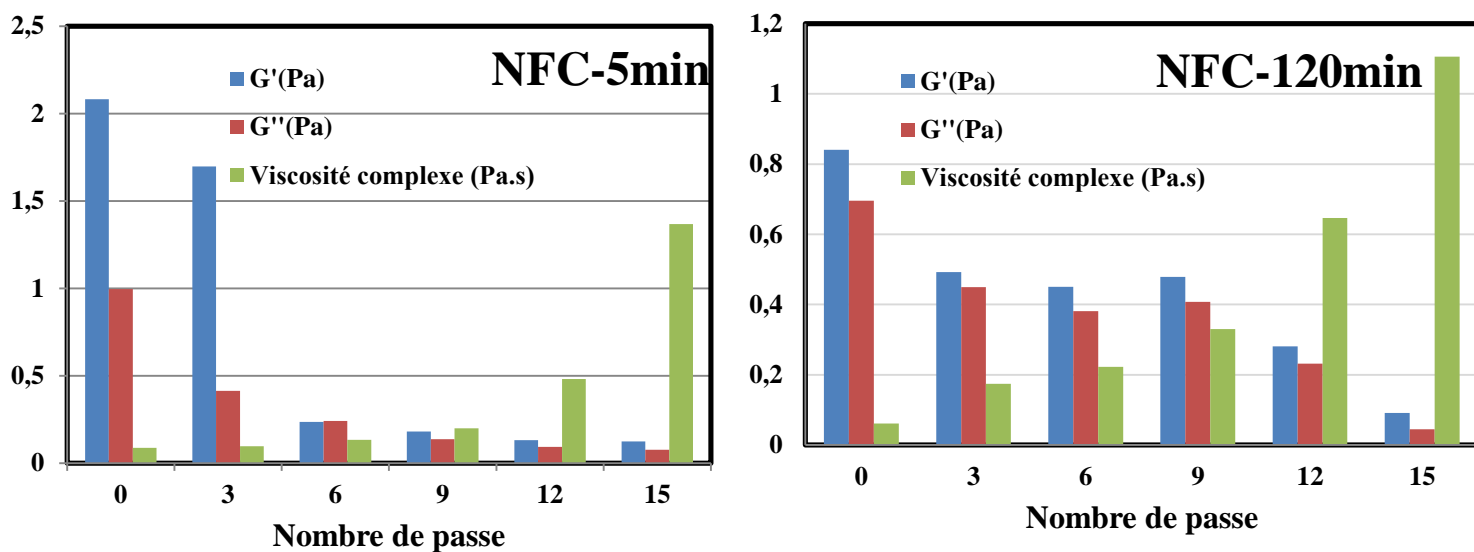 NFC-5min
G'(Pa)
G''(Pa)
Viscosité complexe (Pa.s)
2,5
2
1,5
1
0,5
0
0 3 6 9 12 15
Nombre de passe
NFC-120min
G'(Pa)
G''(Pa)
Viscosité complexe (Pa.s)
1,2
1
0,8
0,6
0,4
0,2
0
0 3 6 9 12 15
Nombre de passe